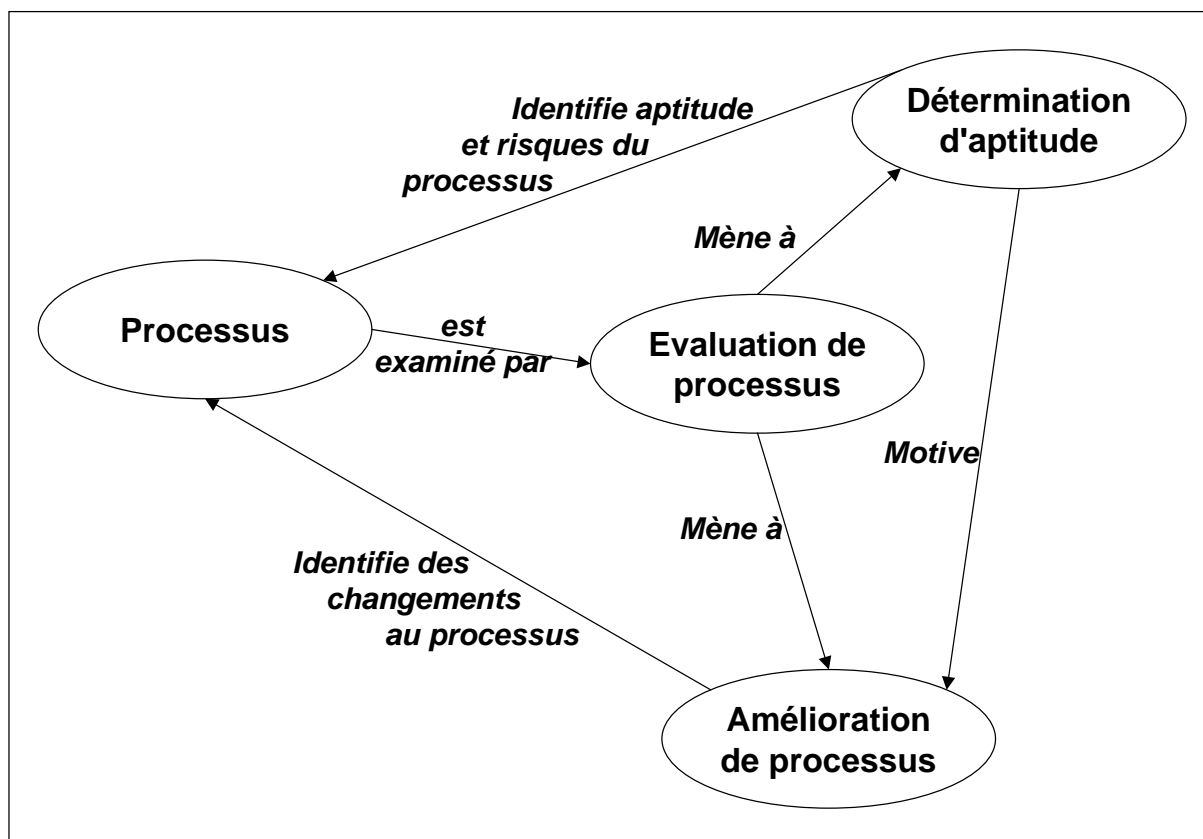 Détermination
d'aptitude
Identifie aptitude
et risques du
processus
Mène à
Processus
est
examiné par
Evaluation de
processus
Motive
Mène à
Identifie des
changements
au processus
Amélioration
de processus